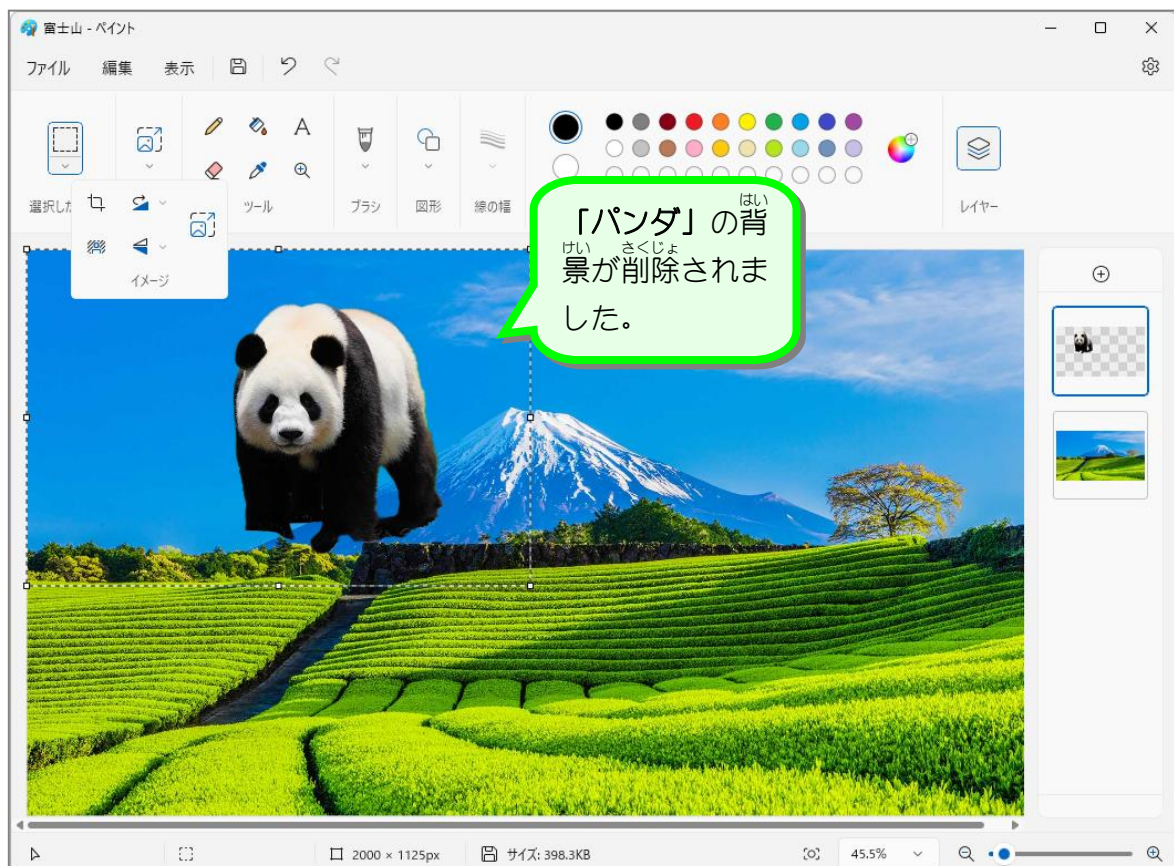 富士山 - ペイント
ファイル 編集 表示
選択した
ツール
ブラシ
図形
線の幅
レイヤー
イメージ
「パンダ」の背
はい
景が削除されま
けい さくじょ
した。
2000 × 1125px
サイズ: 398.3KB
45.5%